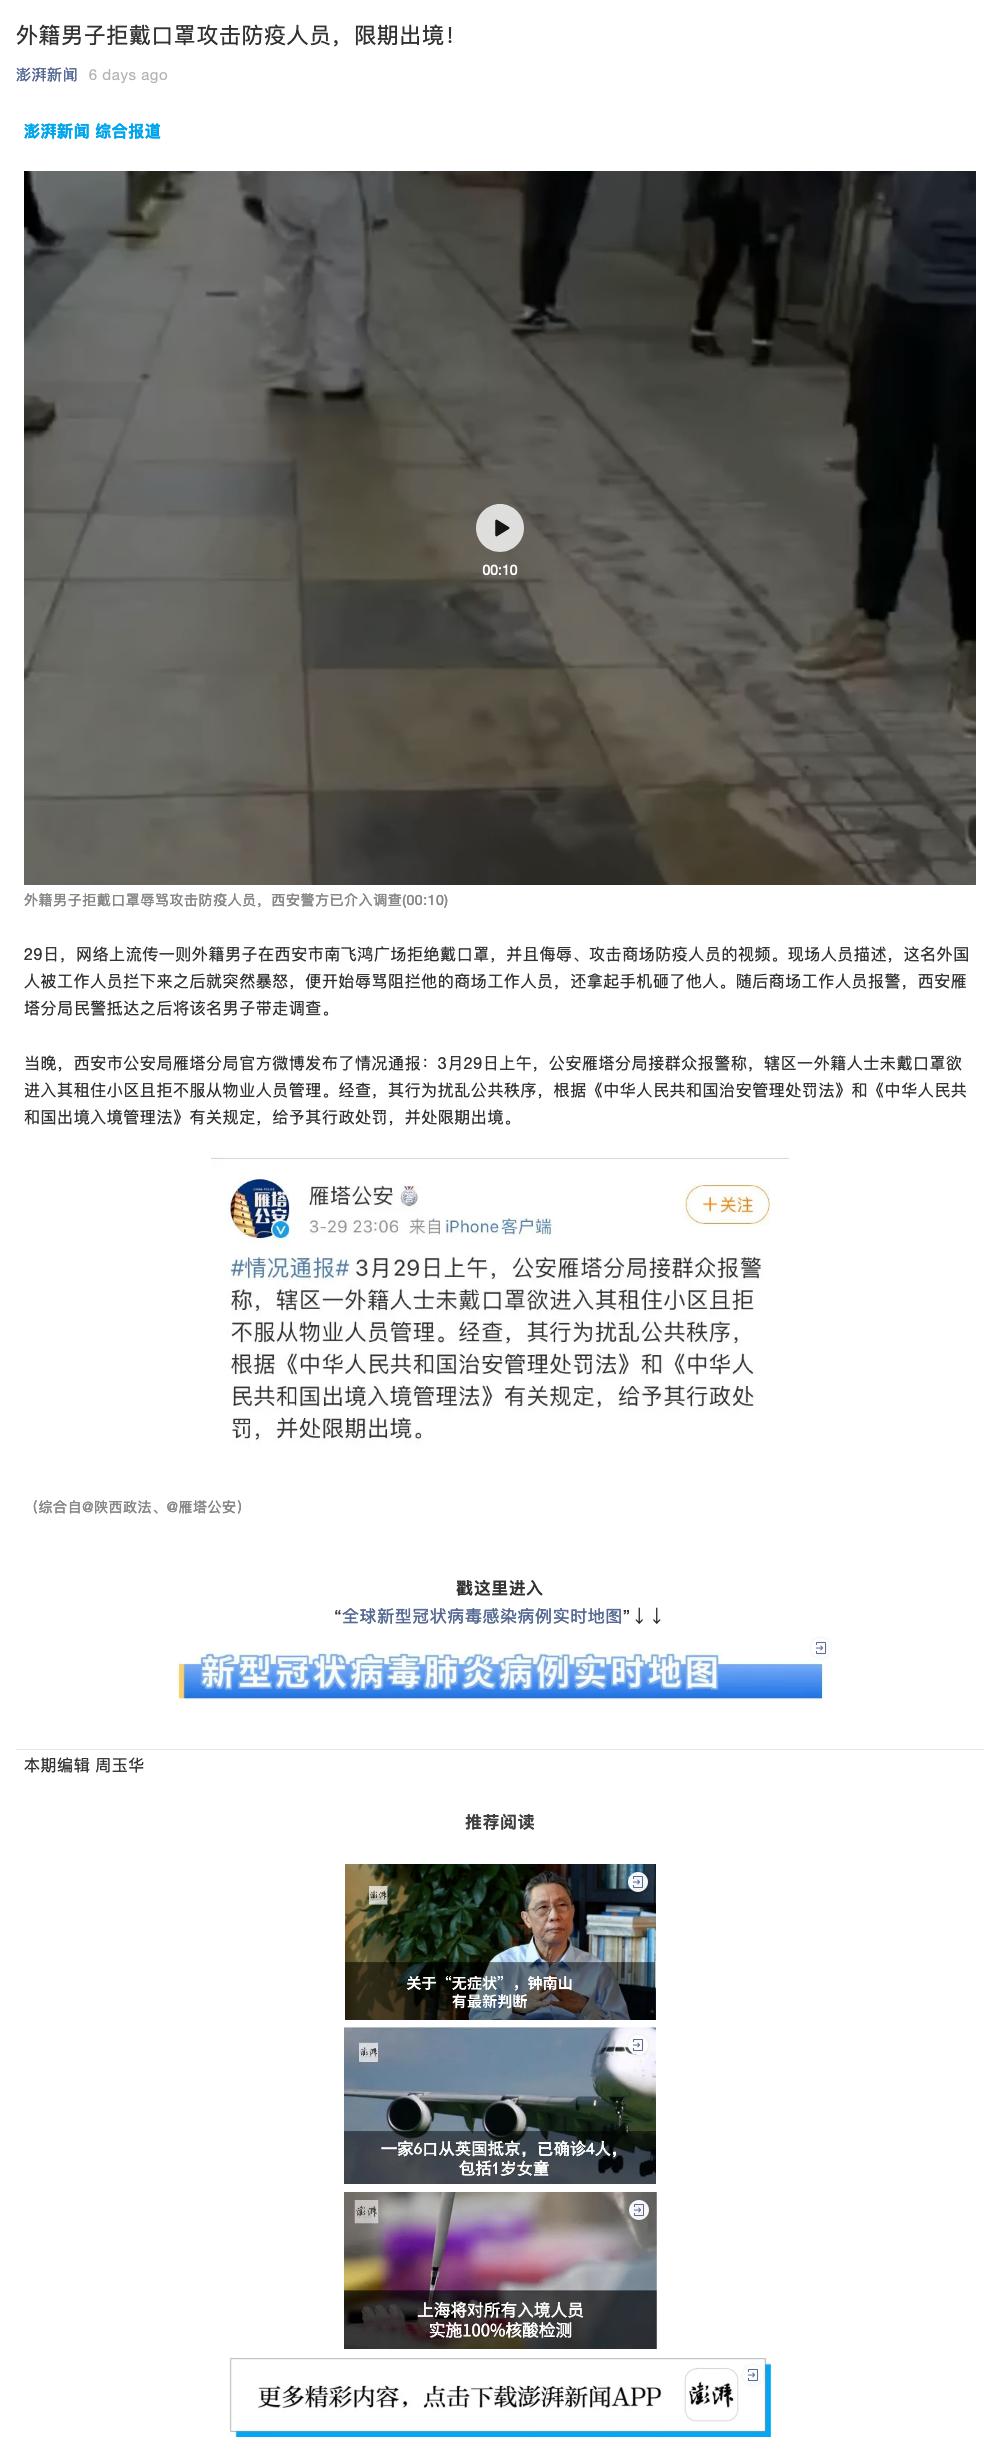 外籍男子拒戴口罩攻击防疫人员，限期出境！
澎湃新闻 6 days ago
澎湃新闻 综合报道
00:10
外籍男子拒戴口罩辱骂攻击防疫人员，西安警方已介入调查(00:10)
29日，网络上流传一则外籍男子在西安市南飞鸿广场拒绝戴口罩，并且侮辱、攻击商场防疫人员的视频。现场人员描述，这名外国
人被工作人员拦下来之后就突然暴怒，便开始辱骂阻拦他的商场工作人员，还拿起手机砸了他人。随后商场工作人员报警，西安雁
塔分局民警抵达之后将该名男子带走调查。
当晚，西安市公安局雁塔分局官方微博发布了情况通报：3月29日上午，公安雁塔分局接群众报警称，辖区一外籍人士未戴口罩欲
进入其租住小区且拒不服从物业人员管理。经查，其行为扰乱公共秩序，根据《中华人民共和国治安管理处罚法》和《中华人民共
和国出境入境管理法》有关规定，给予其行政处罚，并处限期出境。
雁塔公安
雁塔公安
十关注
3-29 23:06 来自iPhone客户端
#情况通报# 3月29日上午，公安雁塔分局接群众报警
称，辖区一外籍人士未戴口罩欲进入其租住小区且拒
不服从物业人员管理。经查，其行为扰乱公共秩序，
根据《中华人民共和国治安管理处罚法》和《中华人
民共和国出境入境管理法》有关规定，给予其行政处
罚，并处限期出境。
（综合自@陕西政法、@雁塔公安）
戳这里进入
“全球新型冠状病毒感染病例实时地图”↓↓
新型冠状病毒肺炎病例实时地图
本期编辑 周玉华
推荐阅读
澎湃
关于“无症状”，钟南山
有最新判断
澎湃
一家6口从英国抵京，已确诊4人，
包括1岁女童
澎湃
上海将对所有入境人员
实施100%核酸检测
更多精彩内容，点击下载澎湃新闻APP
澎湃